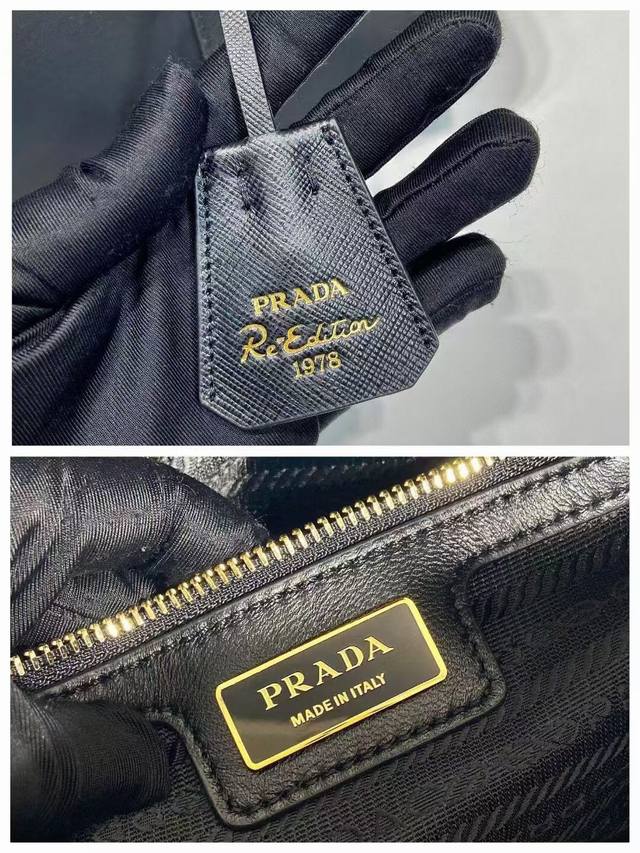 PRADA
Re-Edition
1978
PRADA
MADE IN ITALY